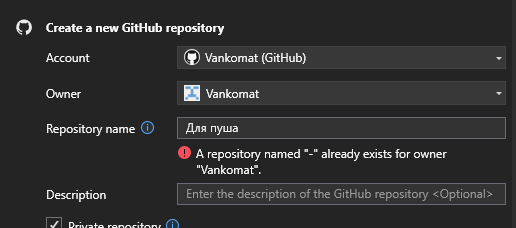 Create a new GitHub repository
Account
Vankomat (GitHub)
Owner
Vankomat
Repository name
Для пуша
A repository named "-" already exists for owner
"Vankomat".
Description
Enter the description of the GitHub repository <Optional>
Private repository